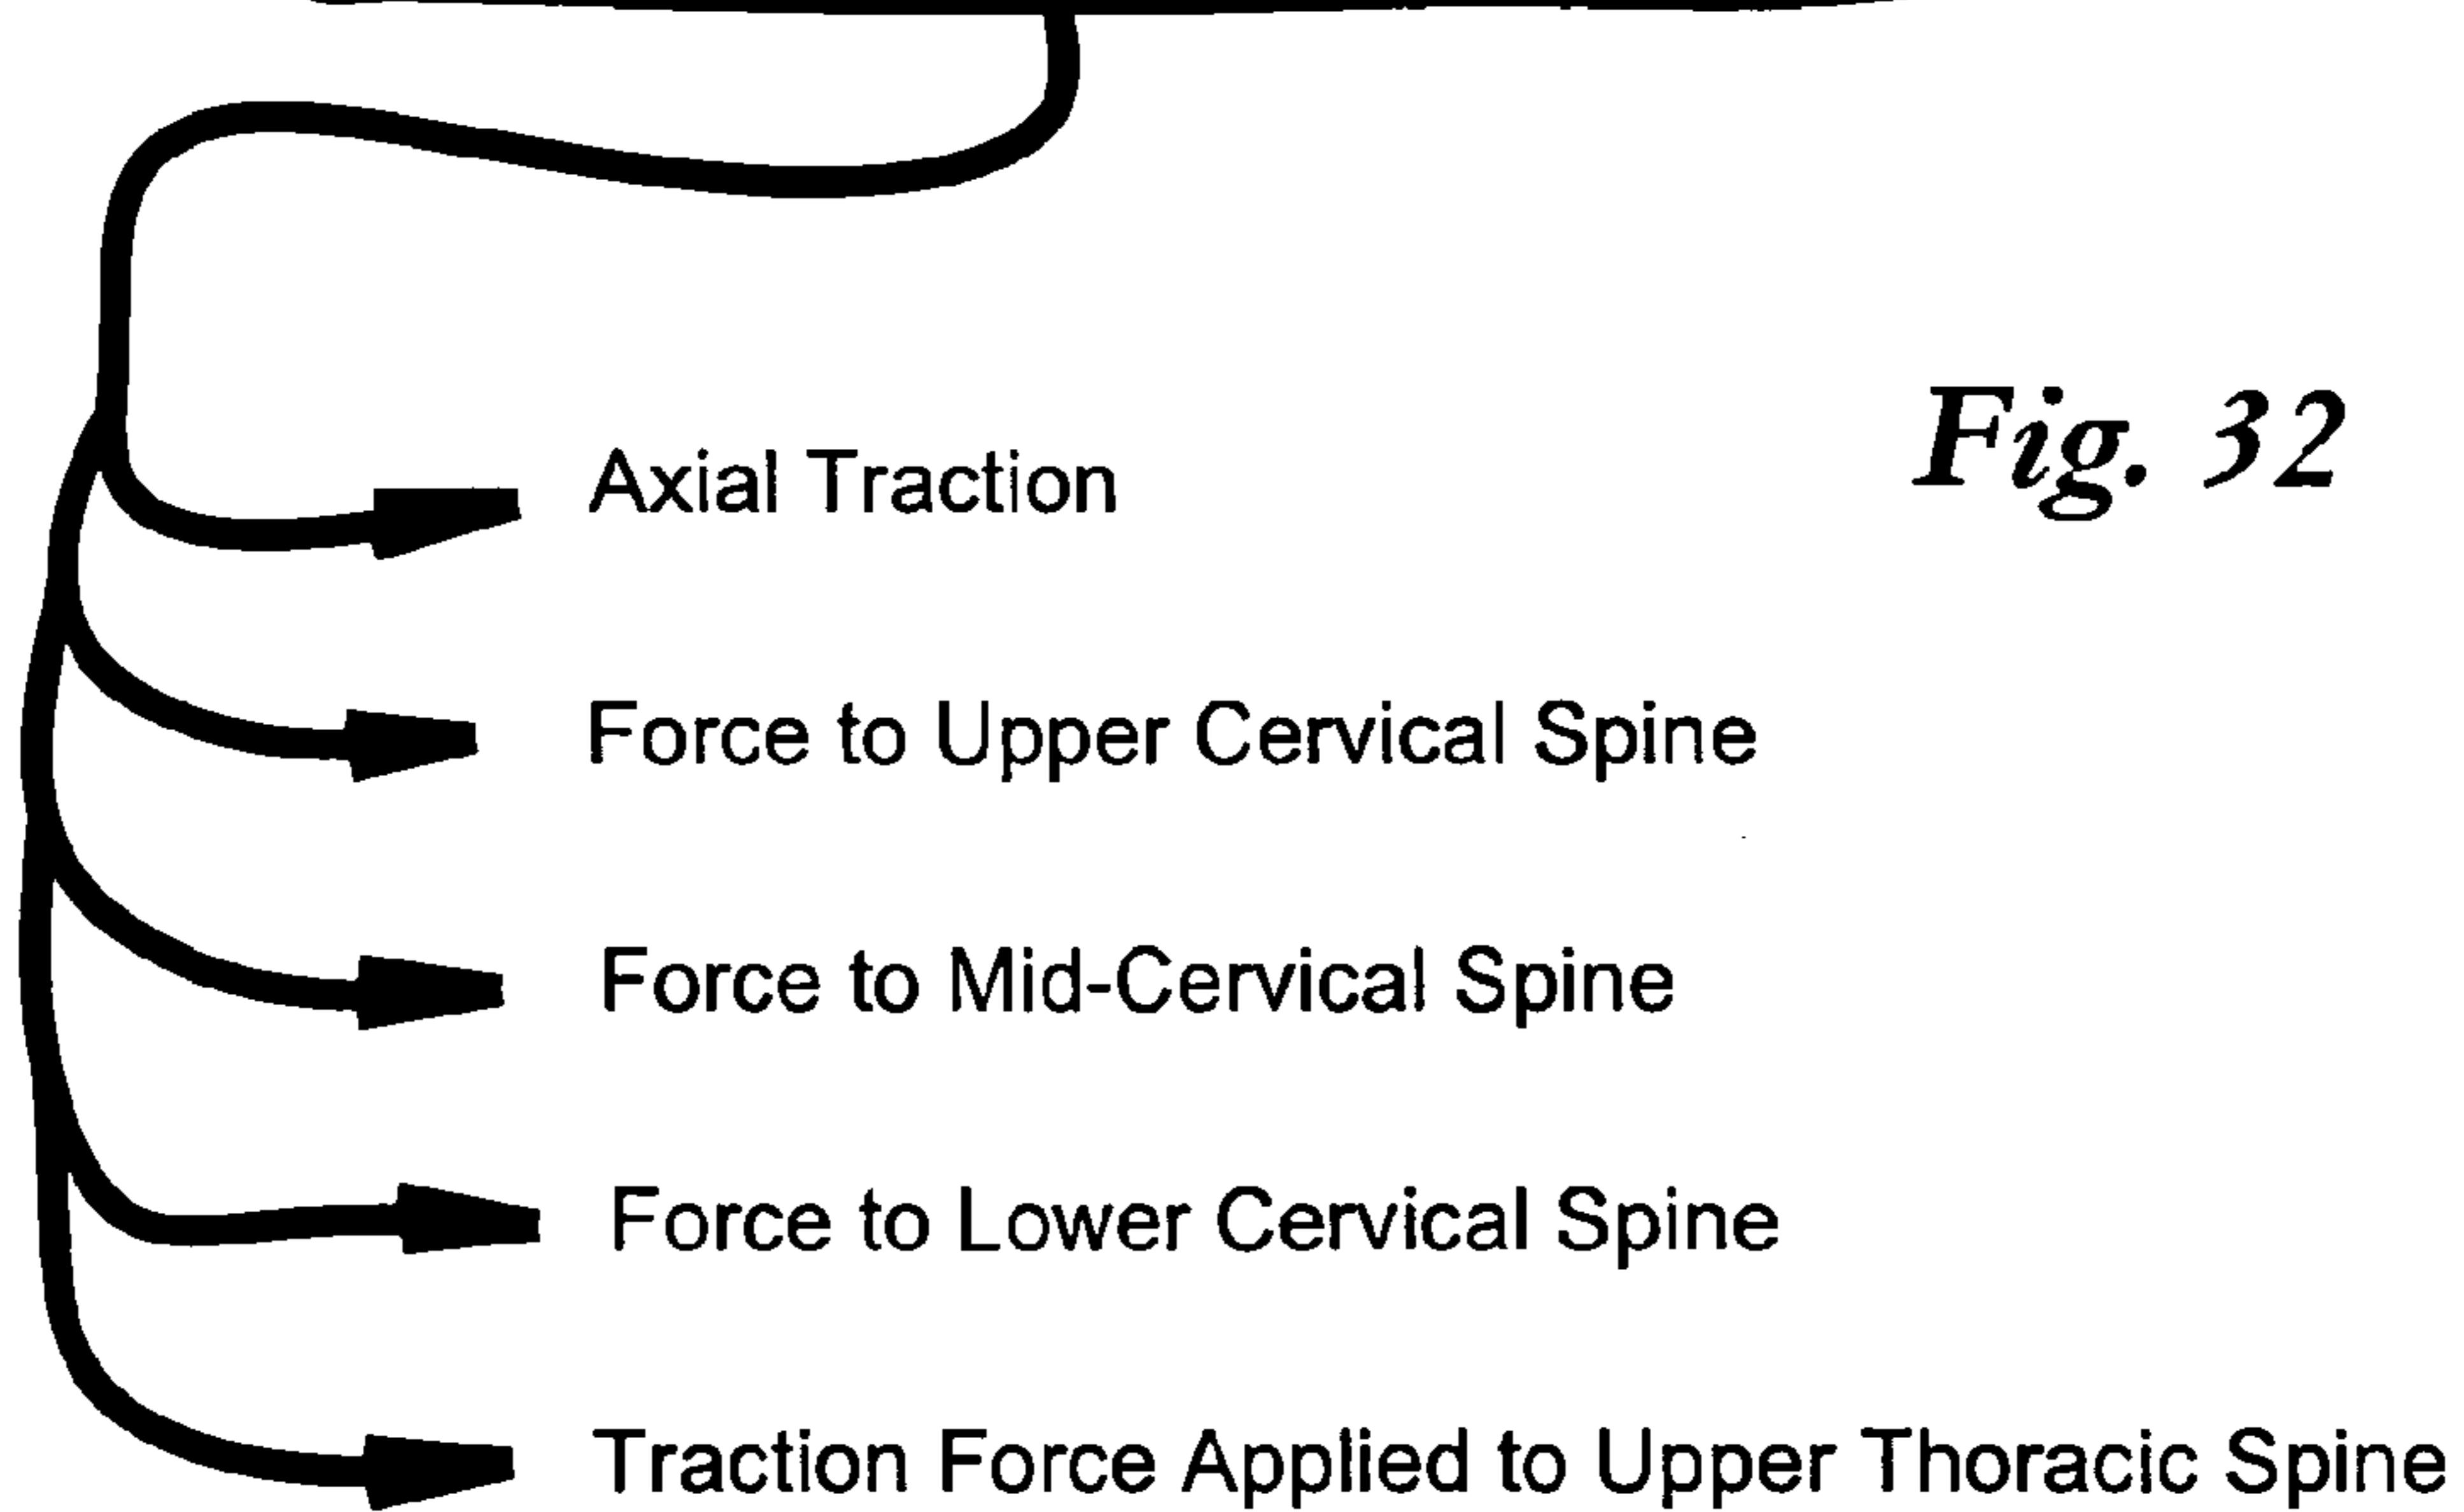 Fig. 32
Axial Traction
Force to Upper Cervical Spine
Force to Mid-Cervical Spine
Force to Lower Cervical Spine
Traction Force Applied to Upper Thoracic Spine